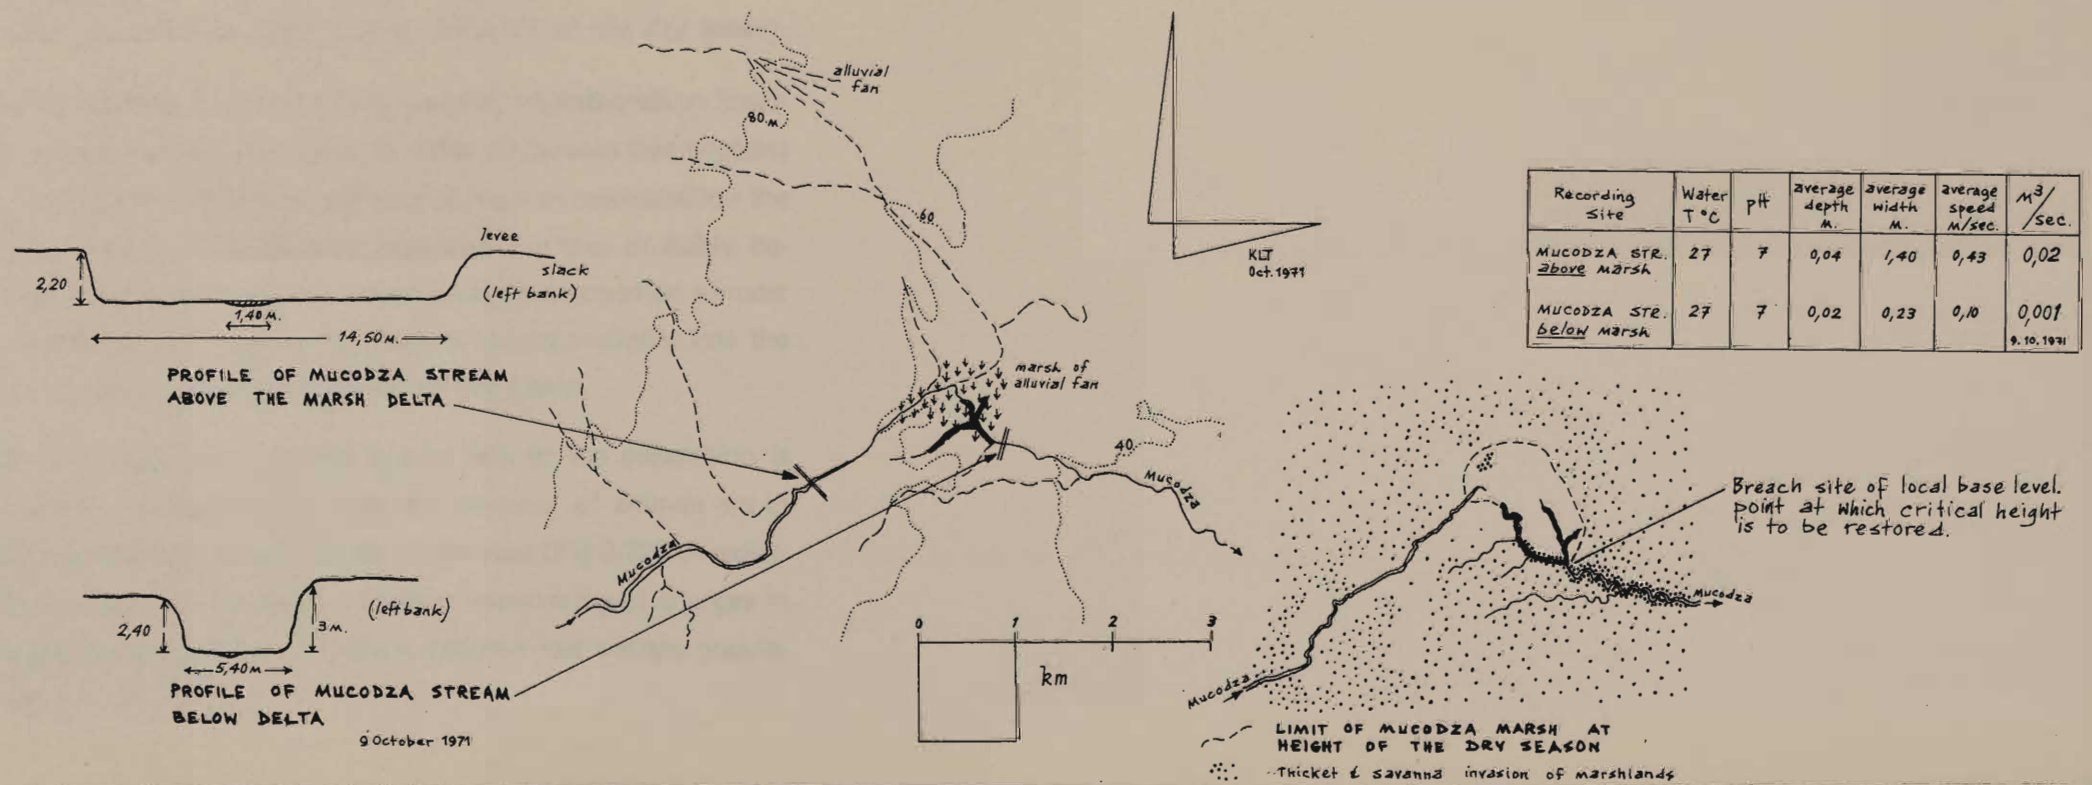 alluvial
fan
80.M
60
levee
slack
(left bank)
2,20
1,40 M.
14,50 M.
PROFILE OF MUCODZA STREAM
ABOVE THE MARSH DELTA
marsh of
alluvial fan
40
Mucodza
Mucodza
(left bank)
2,40
3 M.
5,40 M
PROFILE OF MUCODZA STREAM
BELOW DELTA
9 October 1971
0 1 2 3
km
KLT
Oct. 1971
Recording Site | Water T °C | pH | average depth M. | average width M. | average speed M/sec. | M³/sec.
MUCODZA STR. above marsh | 27 | 7 | 0,04 | 1,40 | 0,43 | 0,02
MUCODZA STR. below marsh | 27 | 7 | 0,02 | 0,23 | 0,10 | 0,001
9.10.1971
Breach site of local base level.
point at which critical height
is to be restored.
Mucodza
Mucodza
LIMIT OF MUCODZA MARSH AT
HEIGHT OF THE DRY SEASON
Thicket & savanna invasion of marshlands